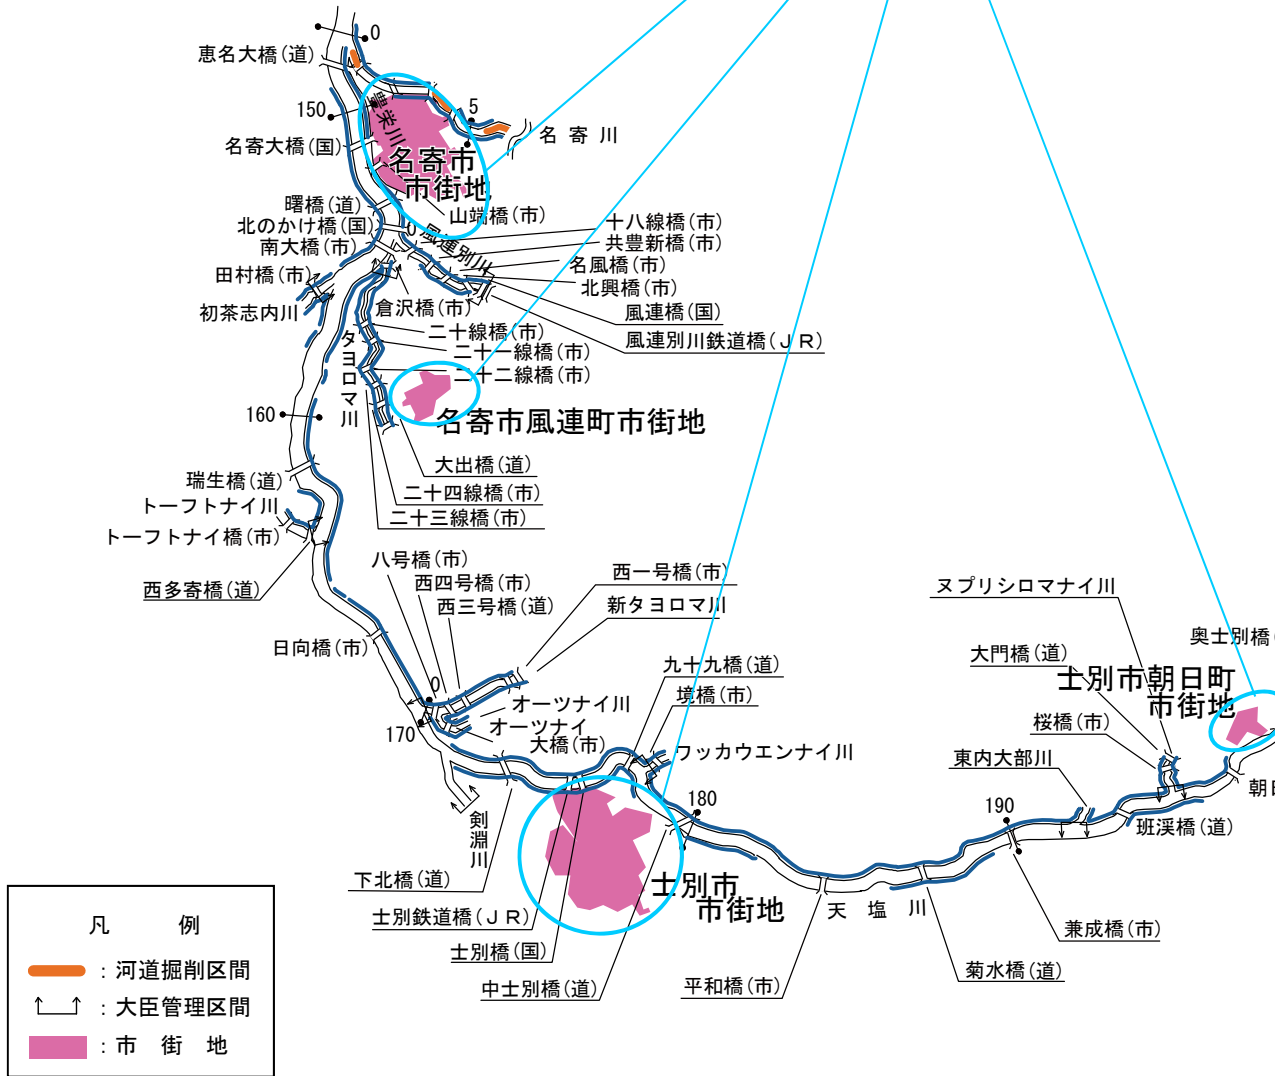 0
恵名大橋(道)
150
豊栄川
5
名寄川
名寄大橋(国)
名寄市
市街地
曙橋(道)
山端橋(市)
北のかけ橋(国)
0
風連別川
十八線橋(市)
南大橋(市)
共豊新橋(市)
名風橋(市)
田村橋(市)
北興橋(市)
初茶志内川
倉沢橋(市)
風連橋(国)
二十線橋(市)
風連別川鉄道橋(JR)
タヨロマ川
二十一線橋(市)
二十二線橋(市)
160
名寄市風連町市街地
大出橋(道)
瑞生橋(道)
二十四線橋(市)
トーフトナイ川
二十三線橋(市)
トーフトナイ橋(市)
八号橋(市)
西一号橋(市)
西多寄橋(道)
西四号橋(市)
西三号橋(道)
新タヨロマ川
ヌプリシロマナイ川
日向橋(市)
奥士別橋(
大門橋(道)
九十九橋(道)
士別市朝日町
市街地
0
境橋(市)
オーツナイ川
170
オーツナイ
大橋(市)
桜橋(市)
ワッカウエンナイ川
東内大部川
朝日
剣淵川
180
190
班渓橋(道)
下北橋(道)
士別市
市街地
天塩川
士別鉄道橋(JR)
兼成橋(市)
士別橋(国)
菊水橋(道)
中士別橋(道)
平和橋(市)
凡例
:河道掘削区間
:大臣管理区間
:市街地